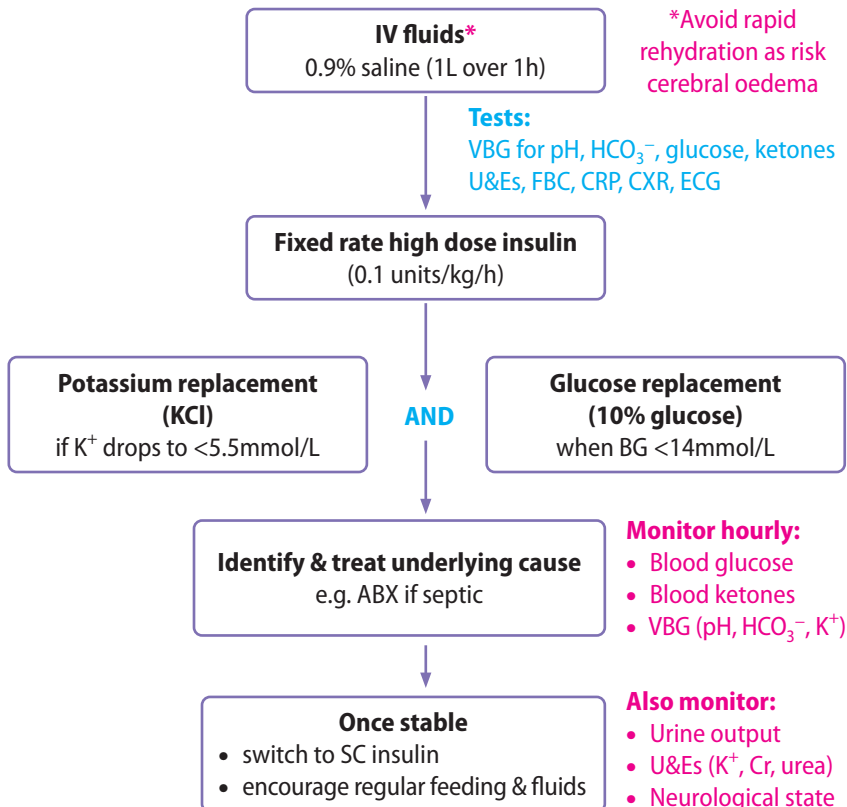 IV fluids*
0.9% saline (1L over 1h)
*Avoid rapid
rehydration as risk
cerebral oedema
Tests:
VBG for pH, HCO₃⁻, glucose, ketones
U&Es, FBC, CRP, CXR, ECG
Fixed rate high dose insulin
(0.1 units/kg/h)
Potassium replacement
(KCl)
if K⁺ drops to <5.5mmol/L
AND
Glucose replacement
(10% glucose)
when BG <14mmol/L
Identify & treat underlying cause
e.g. ABX if septic
Monitor hourly:
• Blood glucose
• Blood ketones
• VBG (pH, HCO₃⁻, K⁺)
Once stable
• switch to SC insulin
• encourage regular feeding & fluids
Also monitor:
• Urine output
• U&Es (K⁺, Cr, urea)
• Neurological state